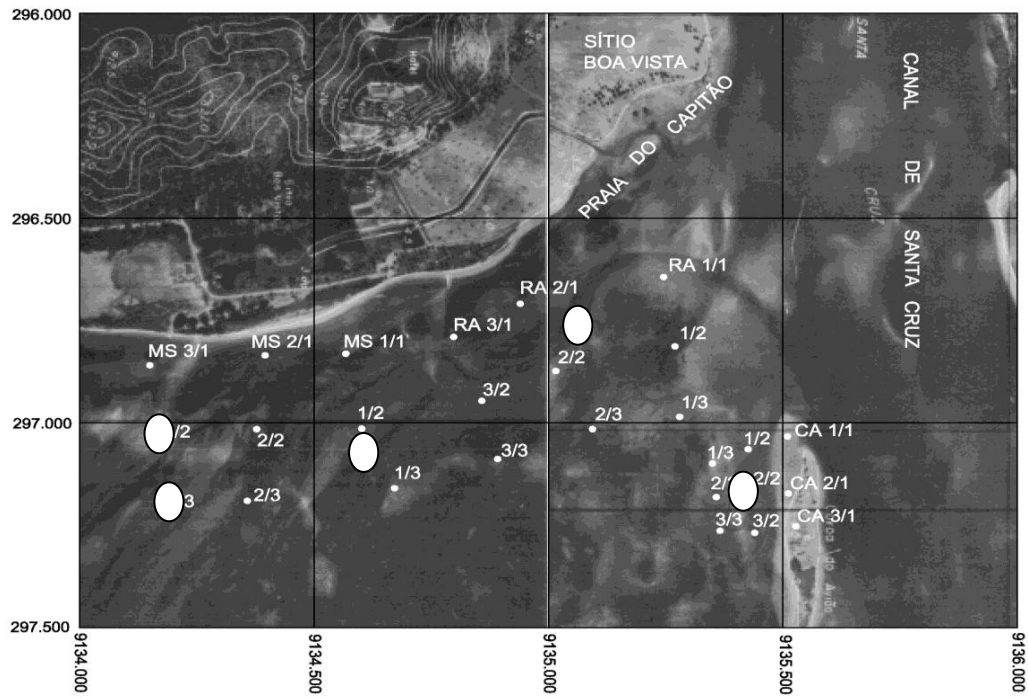 296.000
SÍTIO
BOA VISTA
SANTA
CANAL
PRAIA DO CAPITÃO
DE
CRUZ
296.500
SANTA CRUZ
RA 1/1
RA 2/1
RA 3/1
1/2
MS 3/1
MS 2/1
MS 1/1
2/2
3/2
1/3
297.000
/2
2/2
1/2
2/3
CA 1/1
1/2
3/3
1/3
1/3
2/2
CA 2/1
3
2/3
CA 3/1
3/3
3/2
297.500
9134.000
9134.500
9135.000
9135.500
9136.000